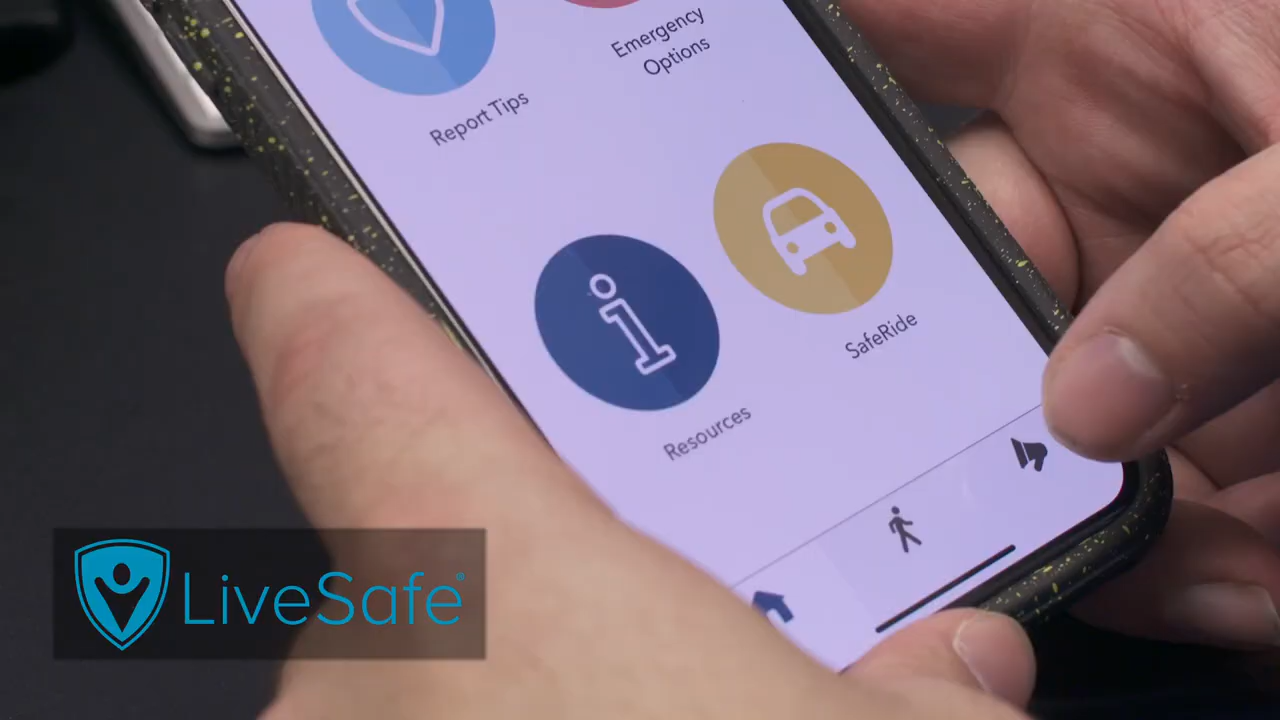 Emergency
Options
Report Tips
SafeRide
Resources
LiveSafe®